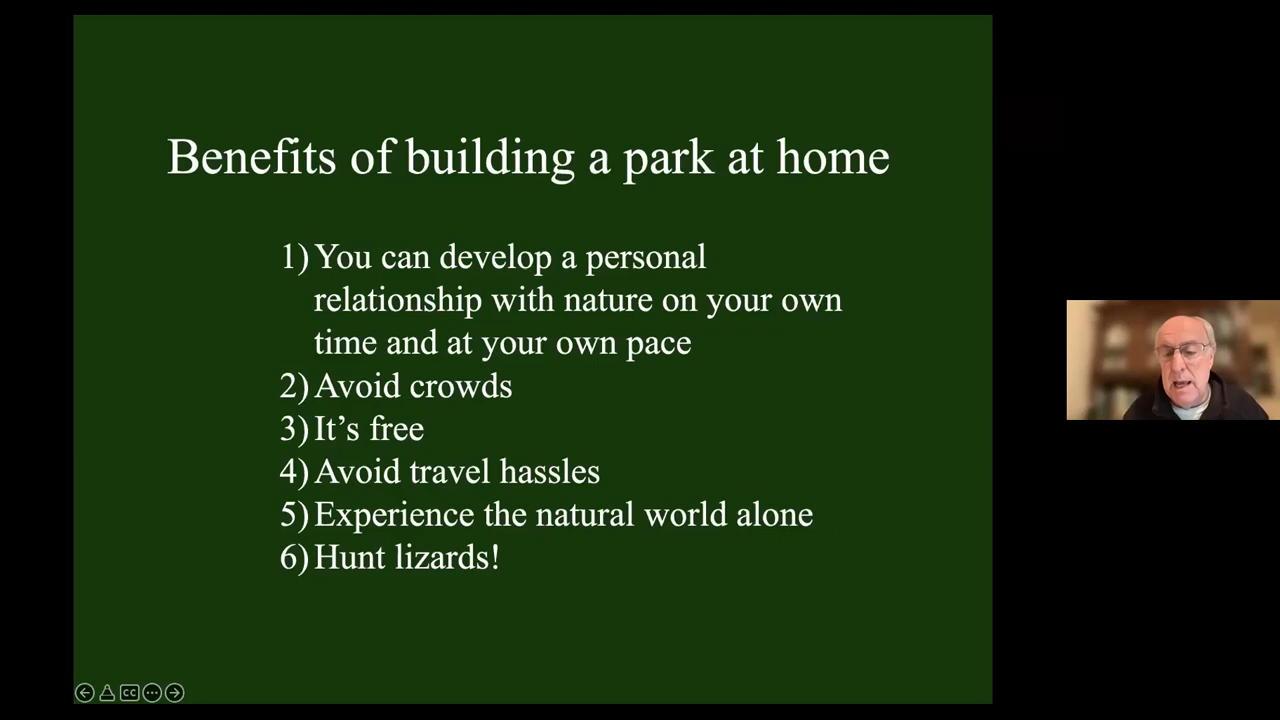 Benefits of building a park at home
1) You can develop a personal
relationship with nature on your own
time and at your own pace
2) Avoid crowds
3) It’s free
4) Avoid travel hassles
5) Experience the natural world alone
6) Hunt lizards!
CC